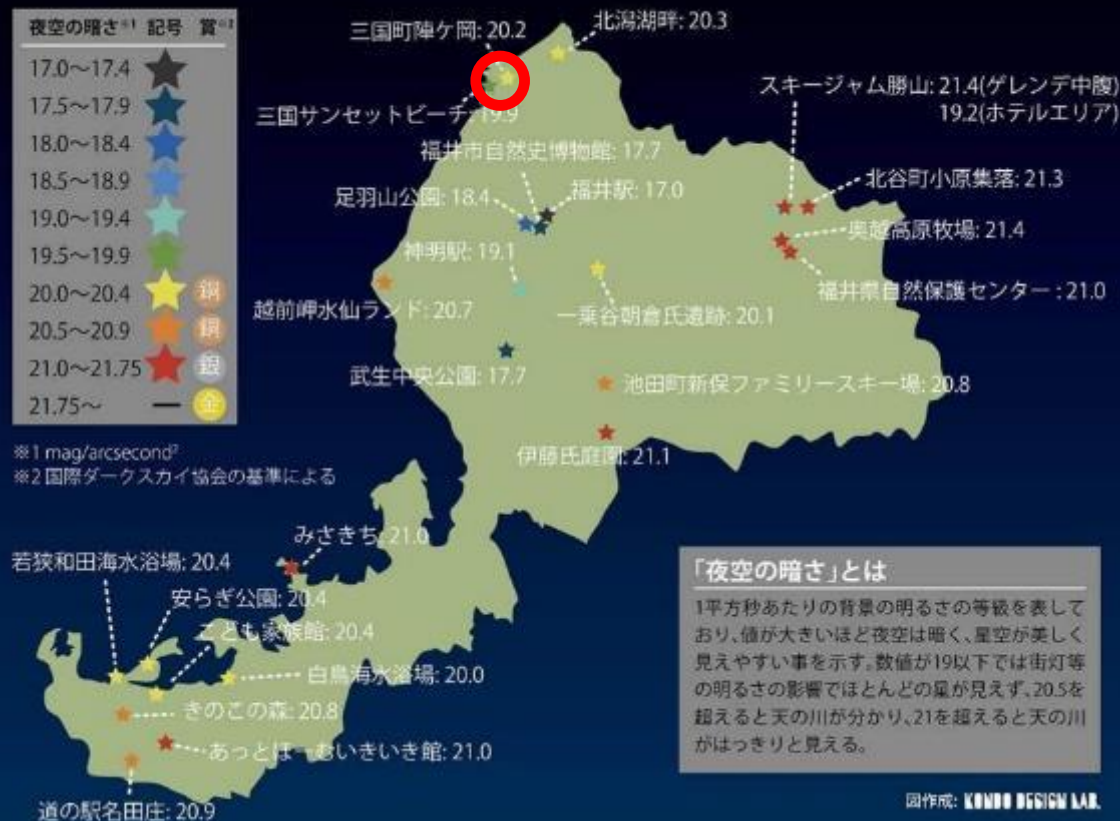 夜空の暗さ※1 記号 賞※2
17.0〜17.4
17.5〜17.9
18.0〜18.4
18.5〜18.9
19.0〜19.4
19.5〜19.9
20.0〜20.4 銅
20.5〜20.9 銅
21.0〜21.75 銀
21.75〜 ー 金
※1 mag/arcsecond²
※2 国際ダークスカイ協会の基準による
三国町陣ケ岡: 20.2
北潟湖畔: 20.3
三国サンセットビーチ: 19.9
スキージャム勝山: 21.4(ゲレンデ中腹)
19.2(ホテルエリア)
福井市自然史博物館: 17.7
福井駅: 17.0
足羽山公園: 18.4
北谷町小原集落: 21.3
奥越高原牧場: 21.4
神明駅: 19.1
福井県自然保護センター: 21.0
越前岬水仙ランド: 20.7
一乗谷朝倉氏遺跡: 20.1
武生中央公園: 17.7
池田町新保ファミリースキー場: 20.8
伊藤氏庭園: 21.1
みさきち: 21.0
若狭和田海水浴場: 20.4
安らぎ公園: 20.4
こども家族館: 20.4
白鳥海水浴場: 20.0
きのこの森: 20.8
あっとほーむいきいき館: 21.0
道の駅名田庄: 20.9
「夜空の暗さ」とは
1平方秒あたりの背景の明るさの等級を表して
おり、値が大きいほど夜空は暗く、星空が美しく
見えやすい事を示す。数値が19以下では街灯等
の明るさの影響でほとんどの星が見えず、20.5を
超えると天の川が分かり、21を超えると天の川
がはっきりと見える。
図作成: KONDO DESIGN LAB.